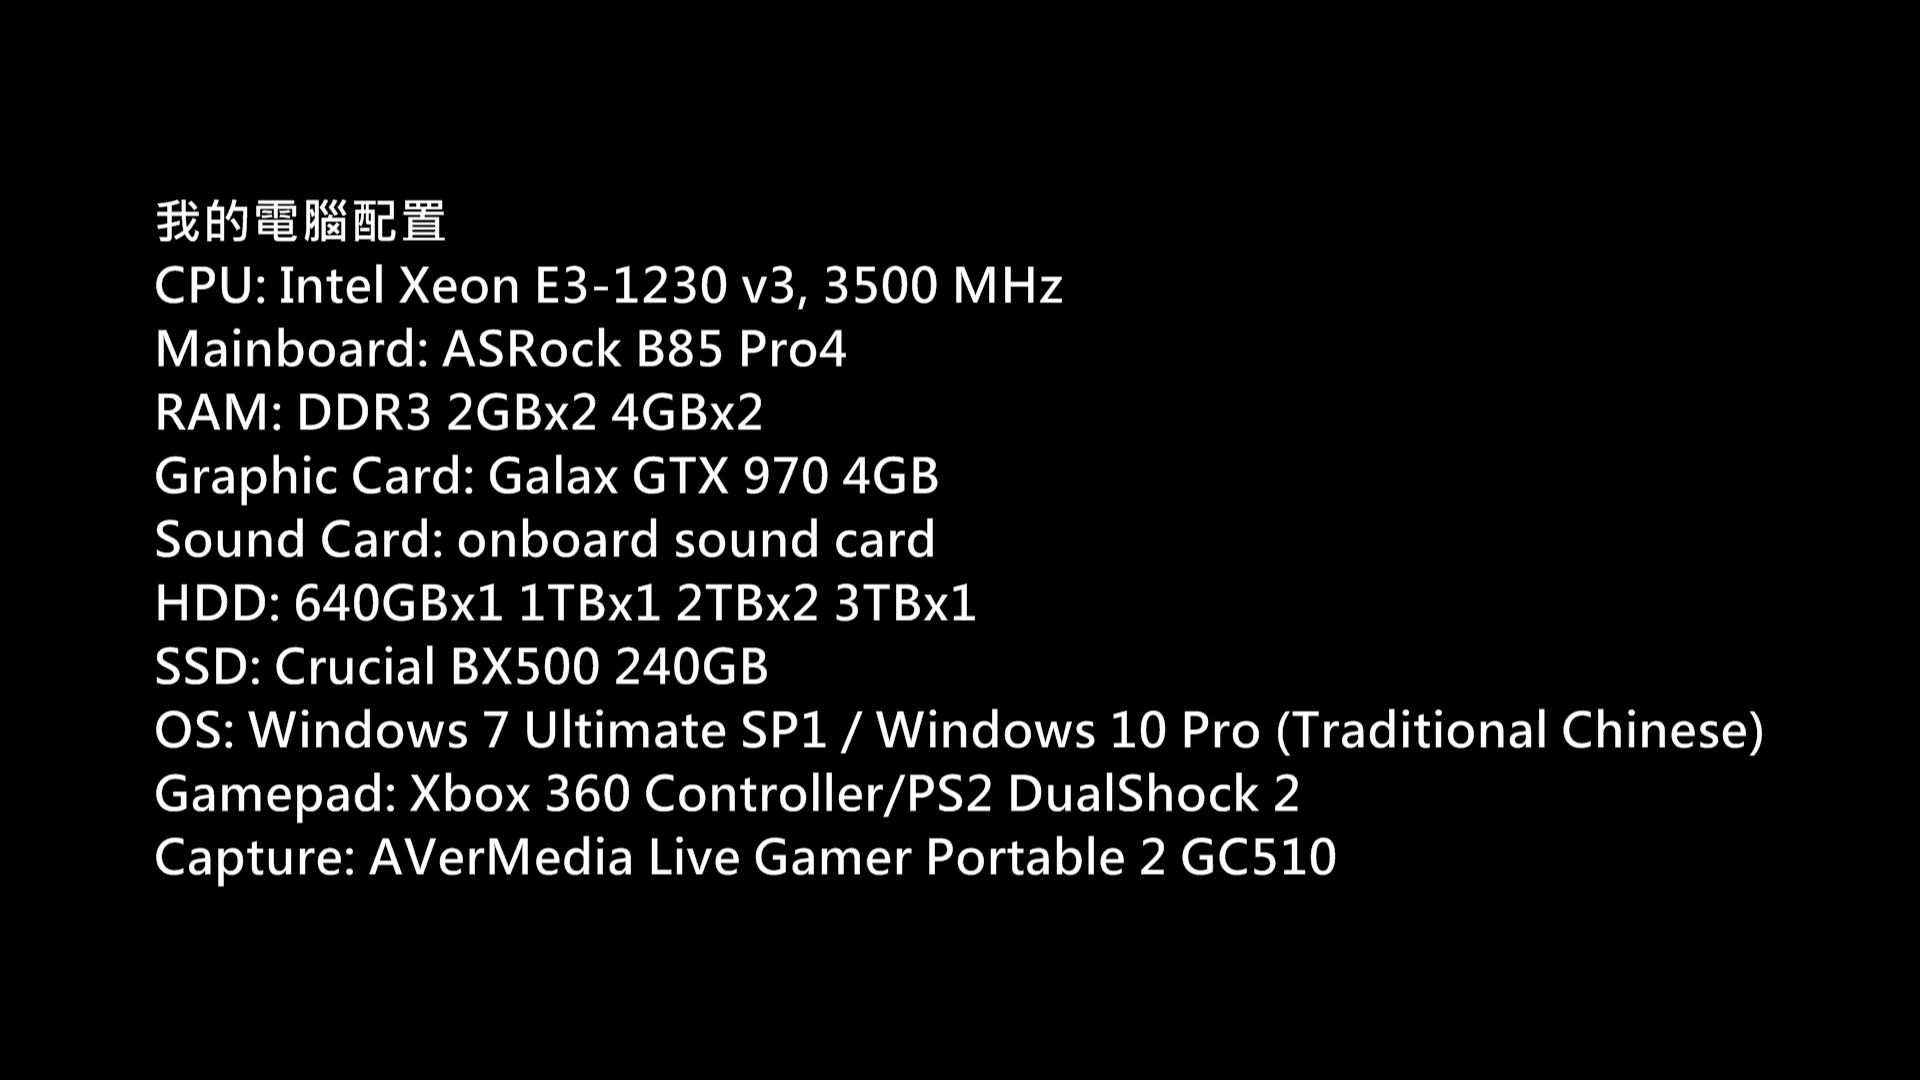 我的電腦配置
CPU: Intel Xeon E3-1230 v3, 3500 MHz
Mainboard: ASRock B85 Pro4
RAM: DDR3 2GBx2 4GBx2
Graphic Card: Galax GTX 970 4GB
Sound Card: onboard sound card
HDD: 640GBx1 1TBx1 2TBx2 3TBx1
SSD: Crucial BX500 240GB
OS: Windows 7 Ultimate SP1 / Windows 10 Pro (Traditional Chinese)
Gamepad: Xbox 360 Controller/PS2 DualShock 2
Capture: AVerMedia Live Gamer Portable 2 GC510